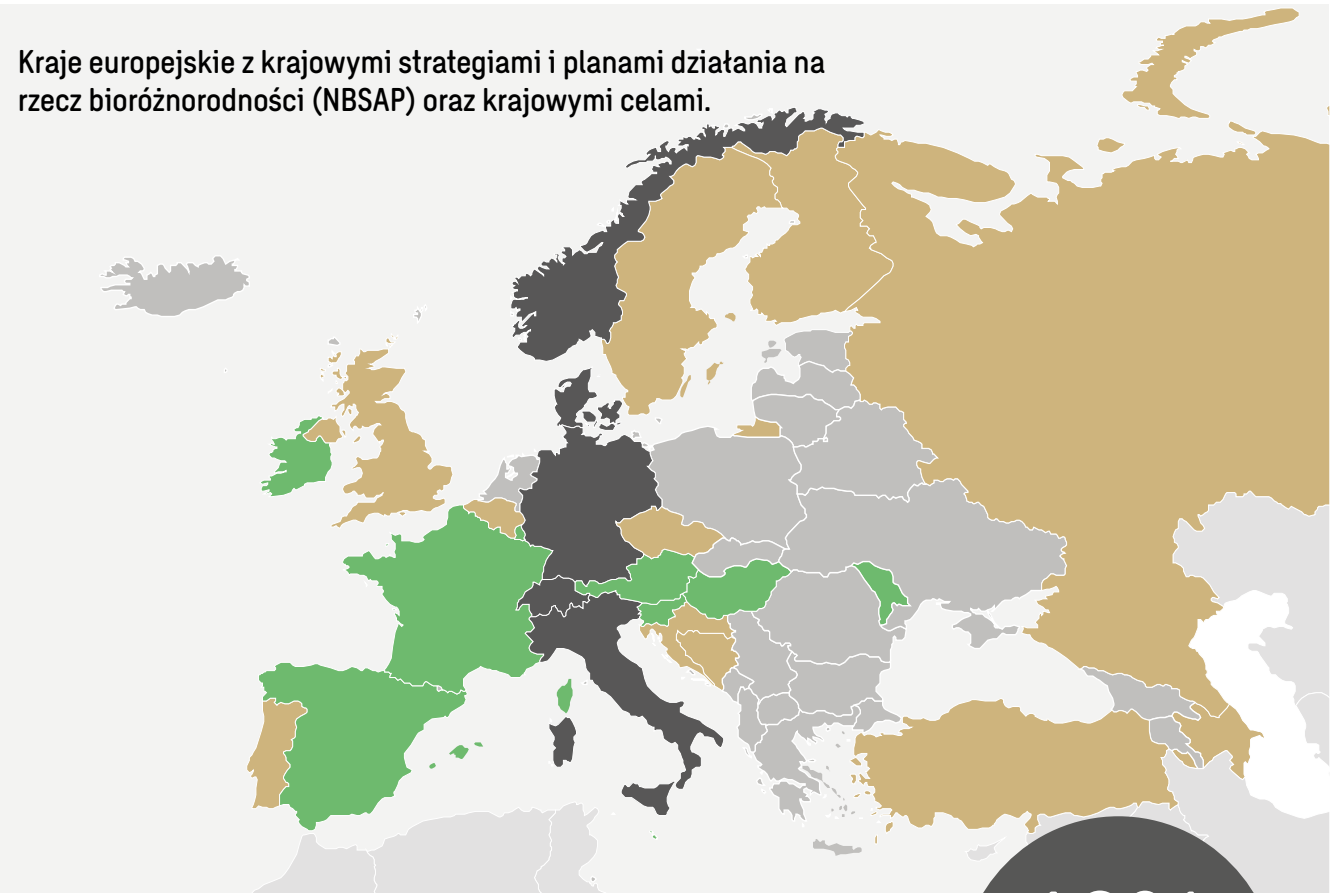 Kraje europejskie z krajowymi strategiami i planami działania na
rzecz bioróżnorodności (NBSAP) oraz krajowymi celami.